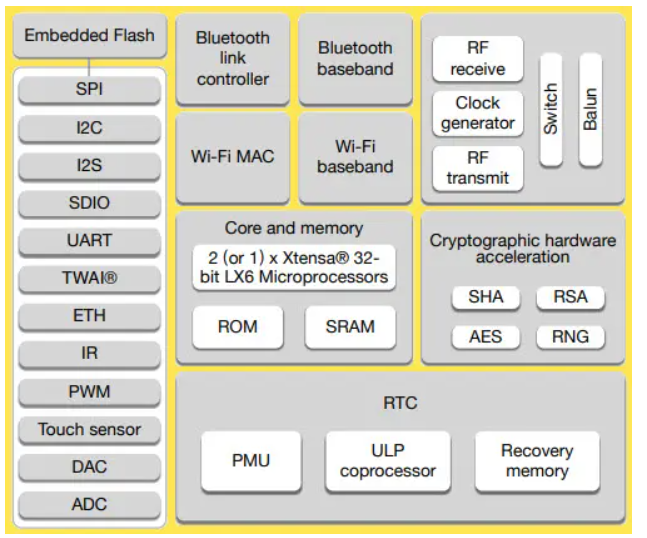 Embedded Flash
SPI
I2C
I2S
SDIO
UART
TWAI®
ETH
IR
PWM
Touch sensor
DAC
ADC
Bluetooth
link
controller
Bluetooth
baseband
Wi-Fi MAC
Wi-Fi
baseband
RF
receive
Clock
generator
RF
transmit
Switch
Balun
Core and memory
2 (or 1) x Xtensa® 32-
bit LX6 Microprocessors
ROM
SRAM
Cryptographic hardware
acceleration
SHA
RSA
AES
RNG
RTC
PMU
ULP
coprocessor
Recovery
memory